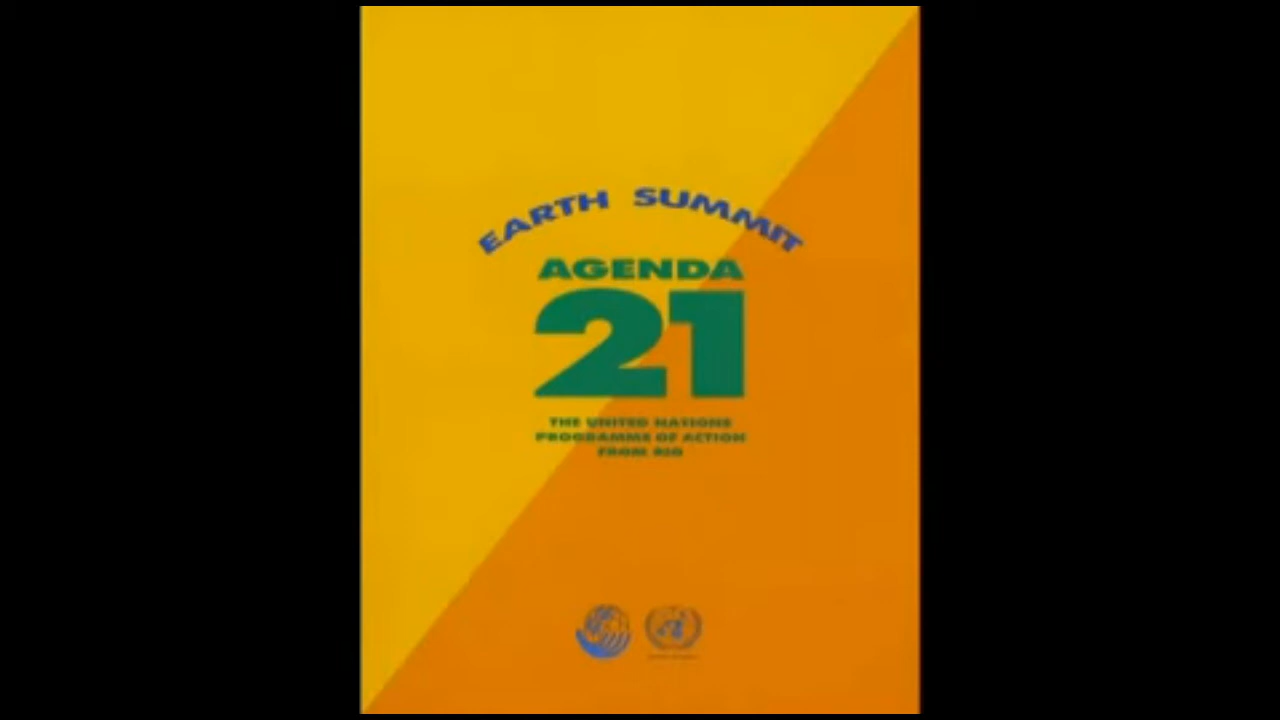 EARTH SUMMIT
AGENDA
21
THE UNITED NATIONS
PROGRAMME OF ACTION
FROM RIO